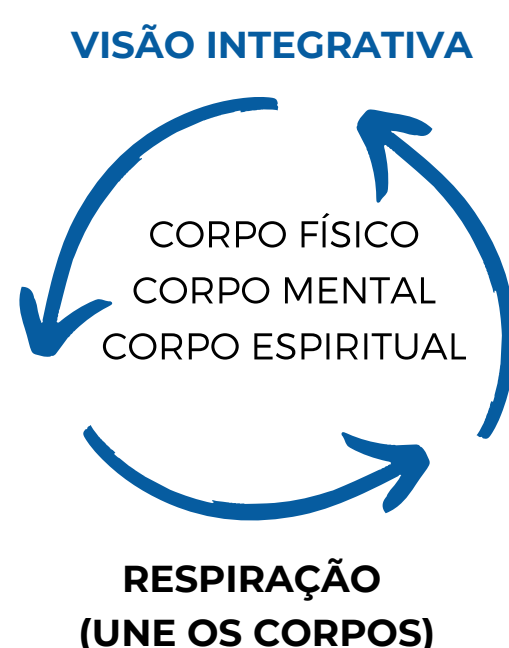 VISÃO INTEGRATIVA
CORPO FÍSICO
CORPO MENTAL
CORPO ESPIRITUAL
RESPIRAÇÃO
(UNE OS CORPOS)